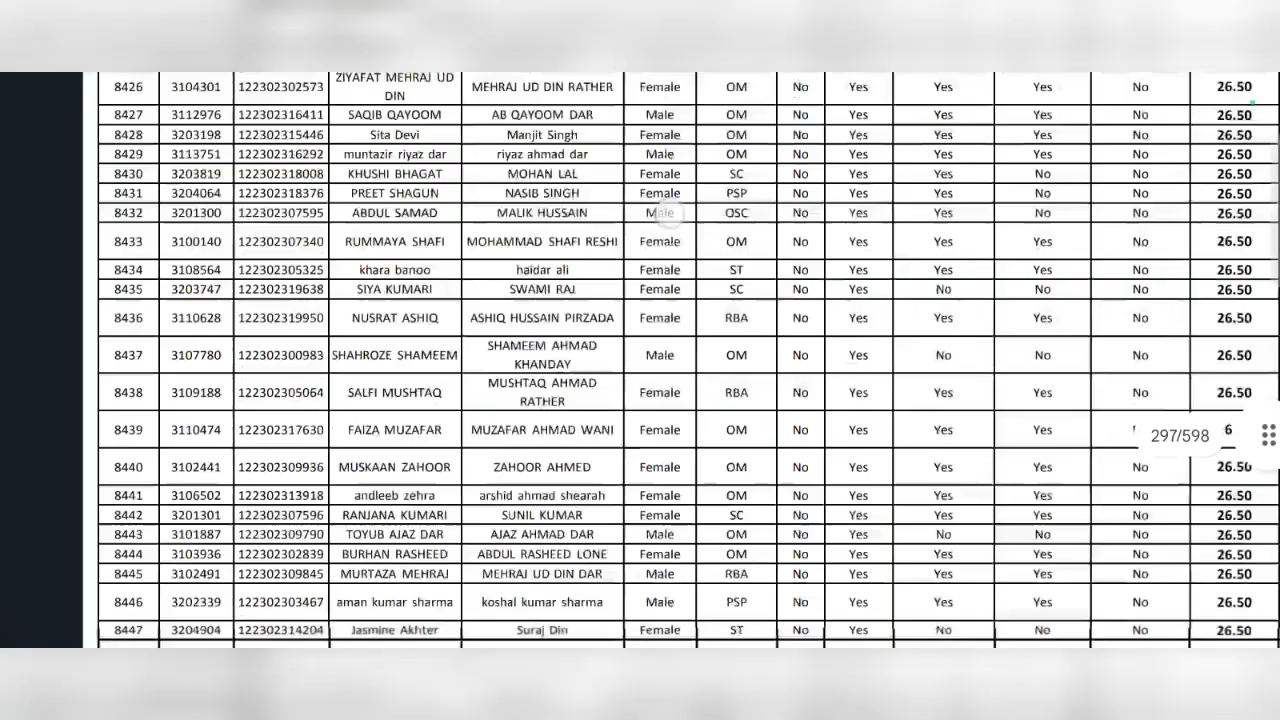 8426 3104301 122302302573 ZIYAFAT MEHRAJ UD DIN MEHRAJ UD DIN RATHER Female OM No Yes Yes Yes No 26.50
8427 3112976 122302316411 SAQIB QAYOOM AB QAYOOM DAR Male OM No Yes Yes Yes No 26.50
8428 3203198 122302315446 Sita Devi Manjit Singh Female OM No Yes Yes Yes No 26.50
8429 3113751 122302316292 muntazir riyaz dar riyaz ahmad dar Male OM No Yes Yes Yes No 26.50
8430 3203819 122302318008 KHUSHI BHAGAT MOHAN LAL Female SC No Yes Yes No No 26.50
8431 3204064 122302318376 PREET SHAGUN NASIB SINGH Female PSP No Yes Yes No No 26.50
8432 3201300 122302307595 ABDUL SAMAD MALIK HUSSAIN Male OSC No Yes Yes No No 26.50
8433 3100140 122302307340 RUMMAYA SHAFI MOHAMMAD SHAFI RESHI Female OM No Yes Yes Yes No 26.50
8434 3108564 122302305325 khara banoo haidar ali Female ST No Yes Yes Yes No 26.50
8435 3203747 122302319638 SIYA KUMARI SWAMI RAJ Female SC No Yes No No No 26.50
8436 3110628 122302319950 NUSRAT ASHIQ ASHIQ HUSSAIN PIRZADA Female RBA No Yes Yes Yes No 26.50
8437 3107780 122302300983 SHAHROZE SHAMEEM SHAMEEM AHMAD KHANDAY Male OM No Yes No No No 26.50
8438 3109188 122302305064 SALFI MUSHTAQ MUSHTAQ AHMAD RATHER Female RBA No Yes Yes Yes No 26.50
8439 3110474 122302317630 FAIZA MUZAFAR MUZAFAR AHMAD WANI Female OM No Yes Yes Yes 297/598 6
8440 3102441 122302309936 MUSKAAN ZAHOOR ZAHOOR AHMED Female OM No Yes Yes Yes No 26.50
8441 3106502 122302313918 andleeb zehra arshid ahmad shearah Female OM No Yes Yes Yes No 26.50
8442 3201301 122302307596 RANJANA KUMARI SUNIL KUMAR Female SC No Yes Yes Yes No 26.50
8443 3101887 122302309790 TOYUB AJAZ DAR AJAZ AHMAD DAR Male OM No Yes No No No 26.50
8444 3103936 122302302839 BURHAN RASHEED ABDUL RASHEED LONE Female OM No Yes Yes Yes No 26.50
8445 3102491 122302309845 MURTAZA MEHRAJ MEHRAJ UD DIN DAR Male RBA No Yes Yes Yes No 26.50
8446 3202339 122302303467 aman kumar sharma koshal kumar sharma Male PSP No Yes Yes Yes No 26.50
8447 3204904 122302314204 Jasmine Akhter Suraj Din Female ST No Yes No No No 26.50